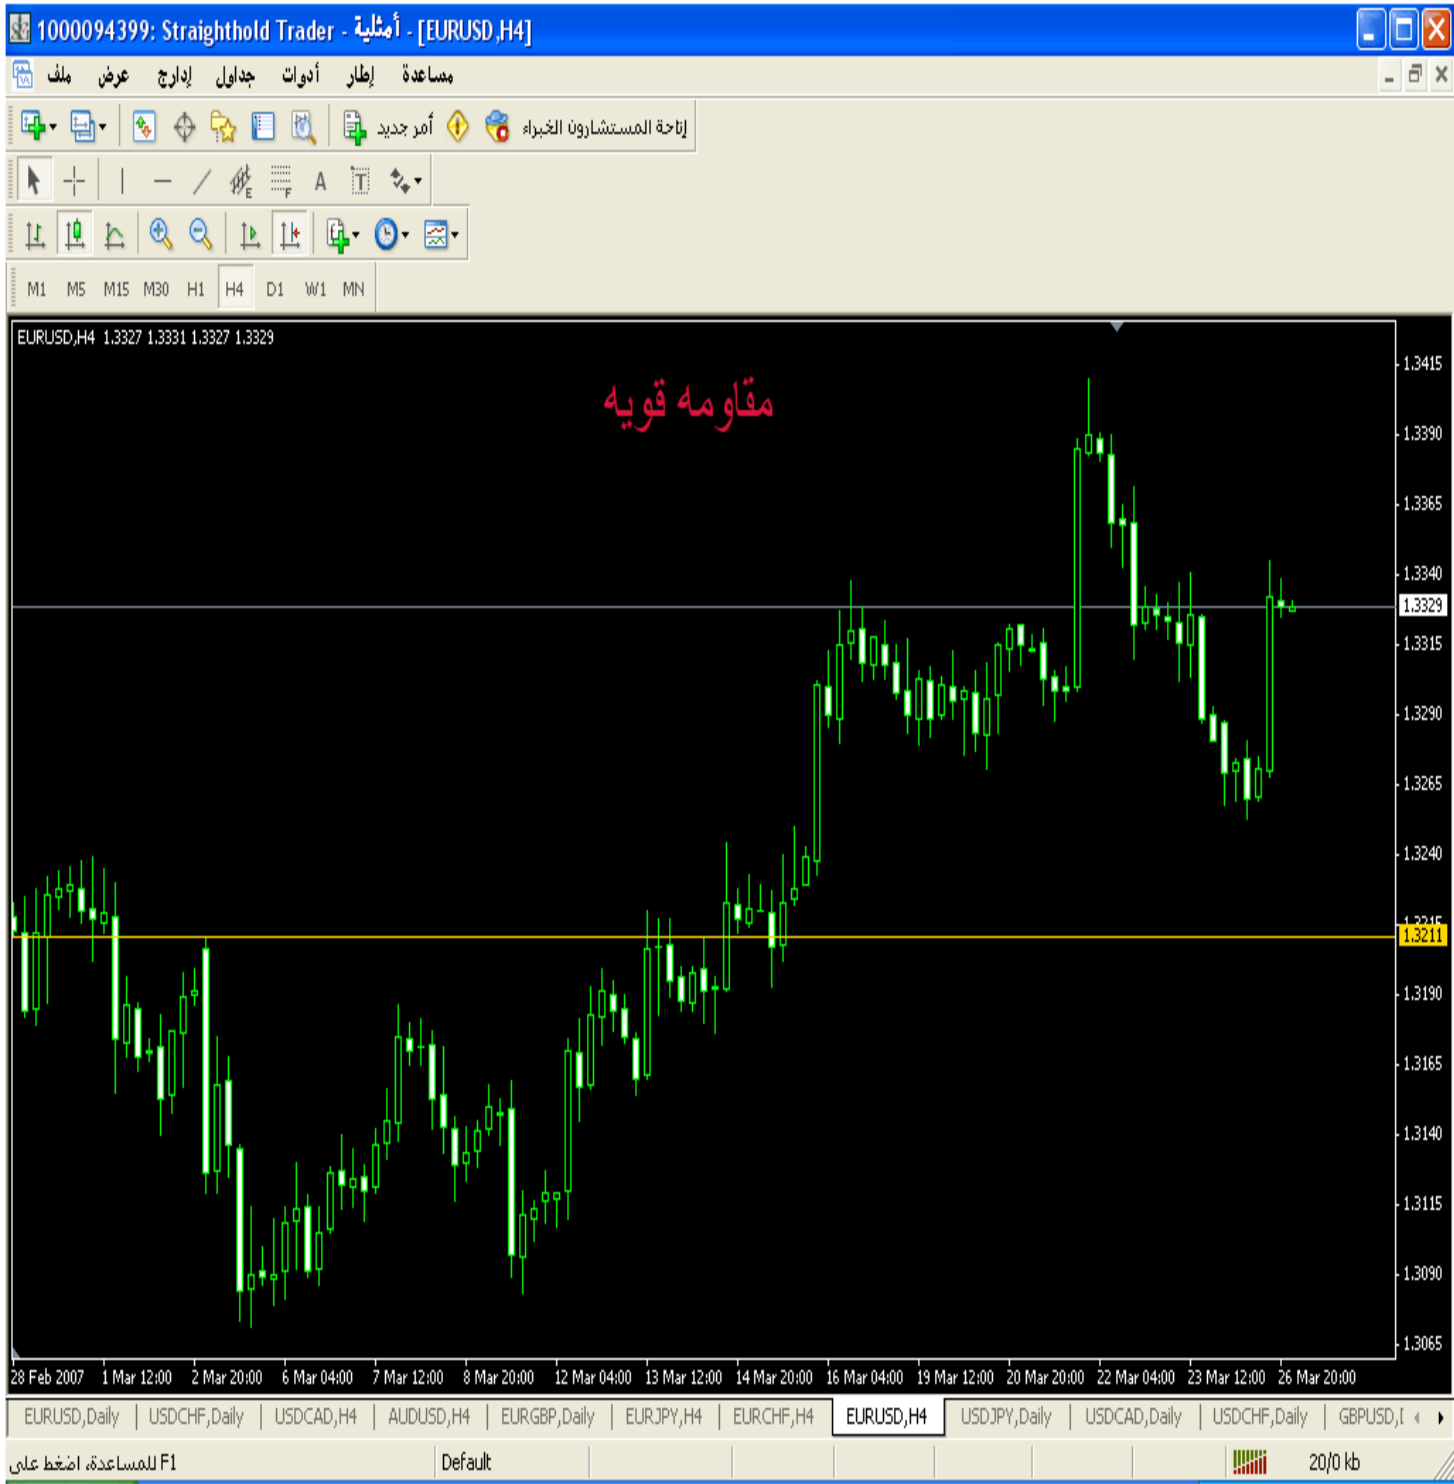 1000094399: Straighthold Trader - أمثلية - [EURUSD,H4]
ملف عرض إدارج جداول أدوات إطار مساعدة
أمر جديد إتاحة المستشارون الخبراء
E F A T
M1 M5 M15 M30 H1 H4 D1 W1 MN
EURUSD,H4 1.3327 1.3331 1.3327 1.3329
مقاومه قويه
1.3415
1.3390
1.3365
1.3340
1.3329
1.3315
1.3290
1.3265
1.3240
1.3215
1.3211
1.3190
1.3165
1.3140
1.3115
1.3090
1.3065
28 Feb 2007 1 Mar 12:00 2 Mar 20:00 6 Mar 04:00 7 Mar 12:00 8 Mar 20:00 12 Mar 04:00 13 Mar 12:00 14 Mar 20:00 16 Mar 04:00 19 Mar 12:00 20 Mar 20:00 22 Mar 04:00 23 Mar 12:00 26 Mar 20:00
EURUSD,Daily USDCHF,Daily USDCAD,H4 AUDUSD,H4 EURGBP,Daily EURJPY,H4 EURCHF,H4 EURUSD,H4 USDJPY,Daily USDCAD,Daily USDCHF,Daily GBPUSD,
للمساعدة، اضغط على F1 Default 20/0 kb